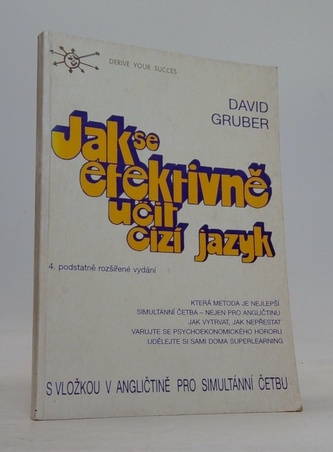 DERIVE YOUR SUCCES
DAVID
GRUBER
Jak se
efektivně
učit
cizí jazyk
4. podstatně rozšířené vydání
KTERÁ METODA JE NEJLEPŠÍ
SIMULTÁNNÍ ČETBA – NEJEN PRO ANGLIČTINU
JAK VYTRVAT, JAK NEPŘESTAT
VARUJTE SE PSYCHOEKONOMICKÉHO HORORU
UDĚLEJTE SI SAMI DOMA SUPERLEARNING
S VLOŽKOU V ANGLIČTINĚ PRO SIMULTÁNNÍ ČETBU